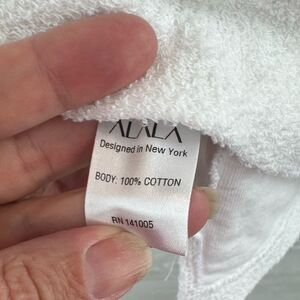 ALALA
Designed in New York
BODY: 100% COTTON
RN 141005